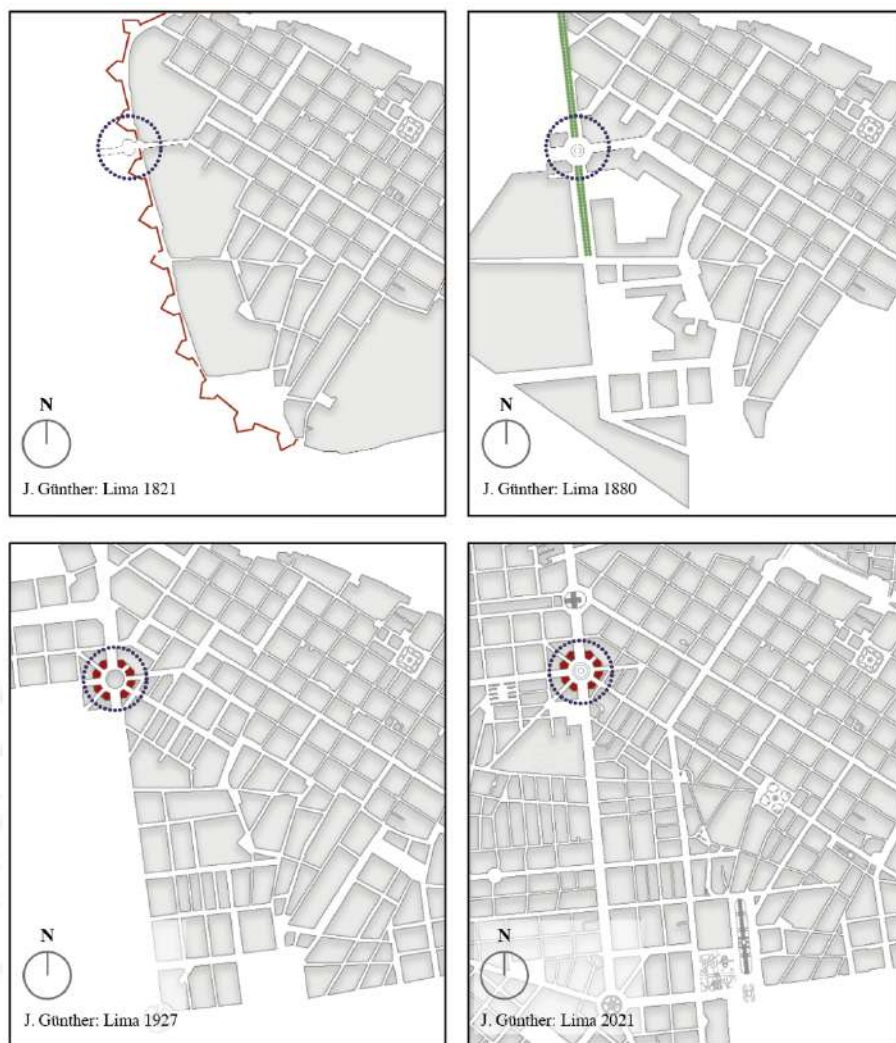 N
J. Günther: Lima 1821
N
J. Günther: Lima 1880
N
J. Günther: Lima 1927
N
J. Günther: Lima 2021